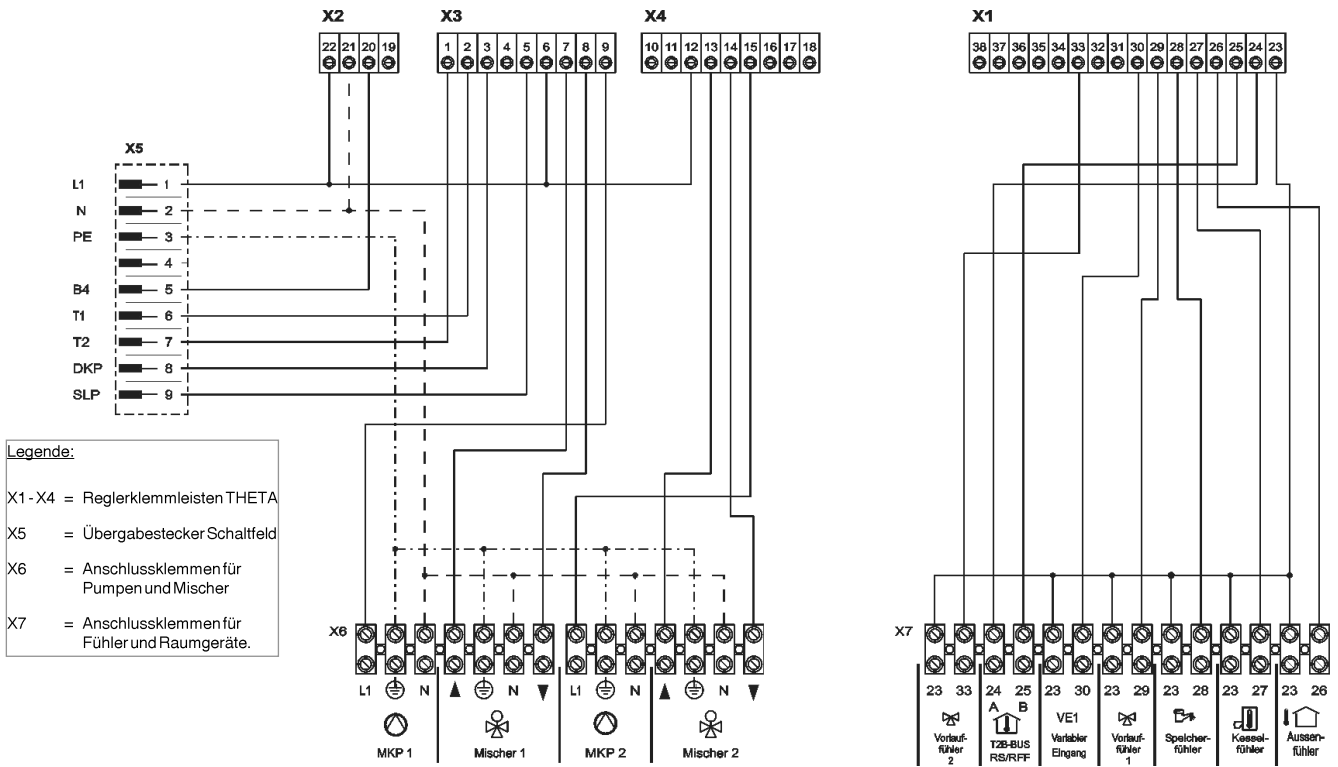 X2 X3 X4 X1
22 21 20 19 1 2 3 4 5 6 7 8 9 10 11 12 13 14 15 16 17 18 38 37 36 35 34 33 32 31 30 29 28 27 26 25 24 23
X5
L1 1
N 2
PE 3
4
B4 5
T1 6
T2 7
DKP 8
SLP 9
Legende:
X1 - X4 = Reglerklemmleisten THETA
X5 = Übergabestecker Schaltfeld
X6 = Anschlussklemmen für
Pumpen und Mischer
X7 = Anschlussklemmen für
Fühler und Raumgeräte.
X6 X7
L1 N N L1 N N 23 33 24 25 23 30 23 29 23 28 23 27 23 26
A B
MKP 1 Mischer 1 MKP 2 Mischer 2
Vorlauf-
fühler
2
T2B-BUS
RS/RFF
VE1
Variabler
Eingang
Vorlauf-
fühler
1
Speicher-
fühler
Kessel-
fühler
Aussen-
fühler